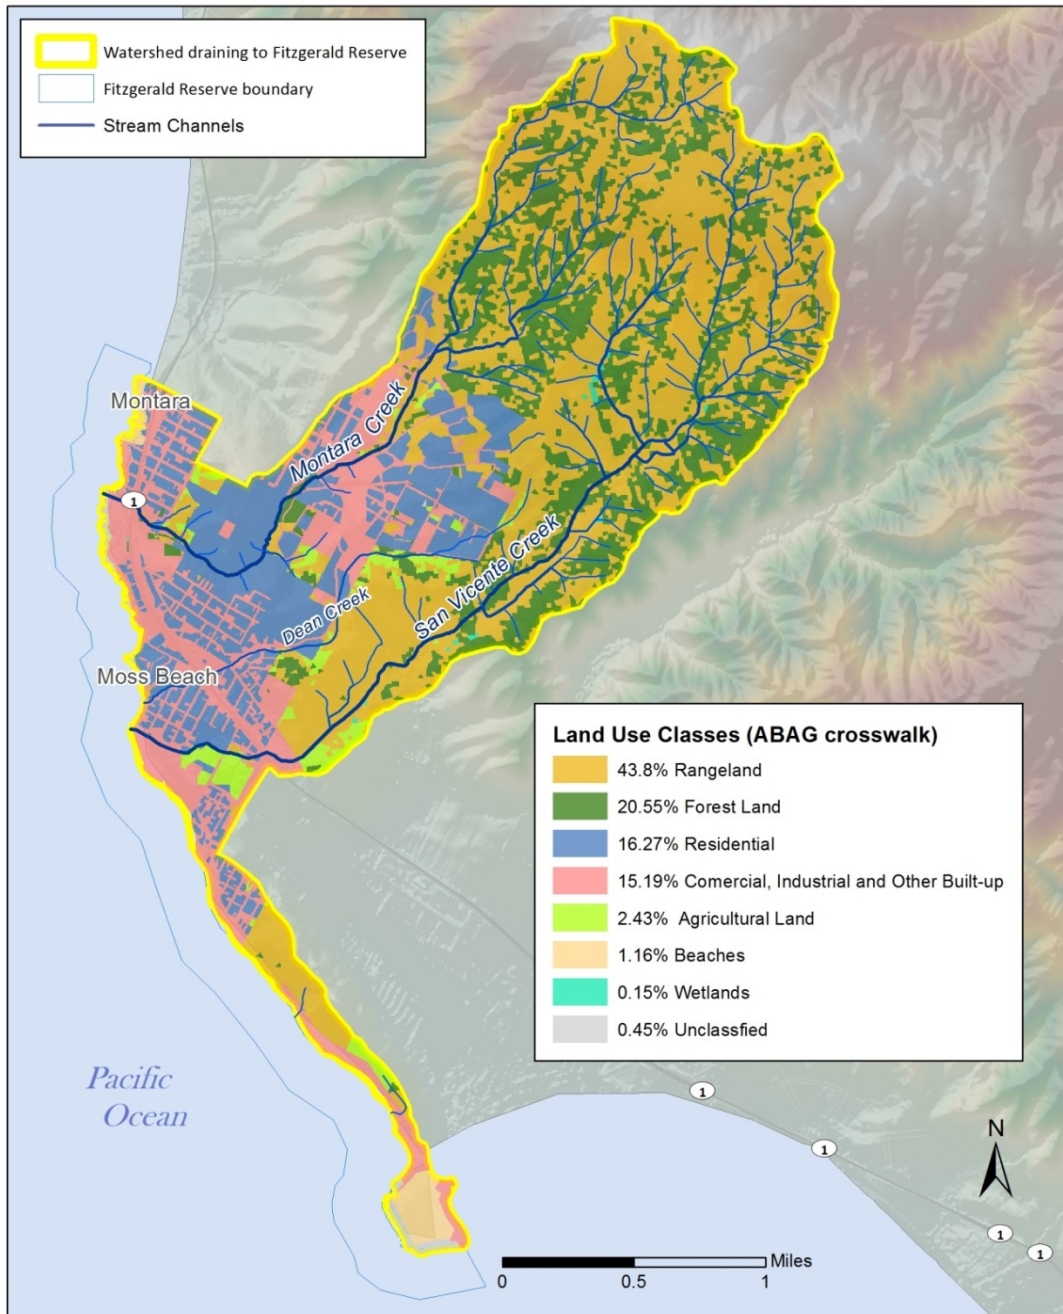 Watershed draining to Fitzgerald Reserve
Fitzgerald Reserve boundary
Stream Channels
Montara
Montara Creek
1
San Vicente Creek
Dean Creek
Moss Beach
Land Use Classes (ABAG crosswalk)
43.8% Rangeland
20.55% Forest Land
16.27% Residential
15.19% Comercial, Industrial and Other Built-up
2.43% Agricultural Land
1.16% Beaches
0.15% Wetlands
0.45% Unclassfied
Pacific
Ocean
1
1
N
1
1
Miles
0 0.5 1